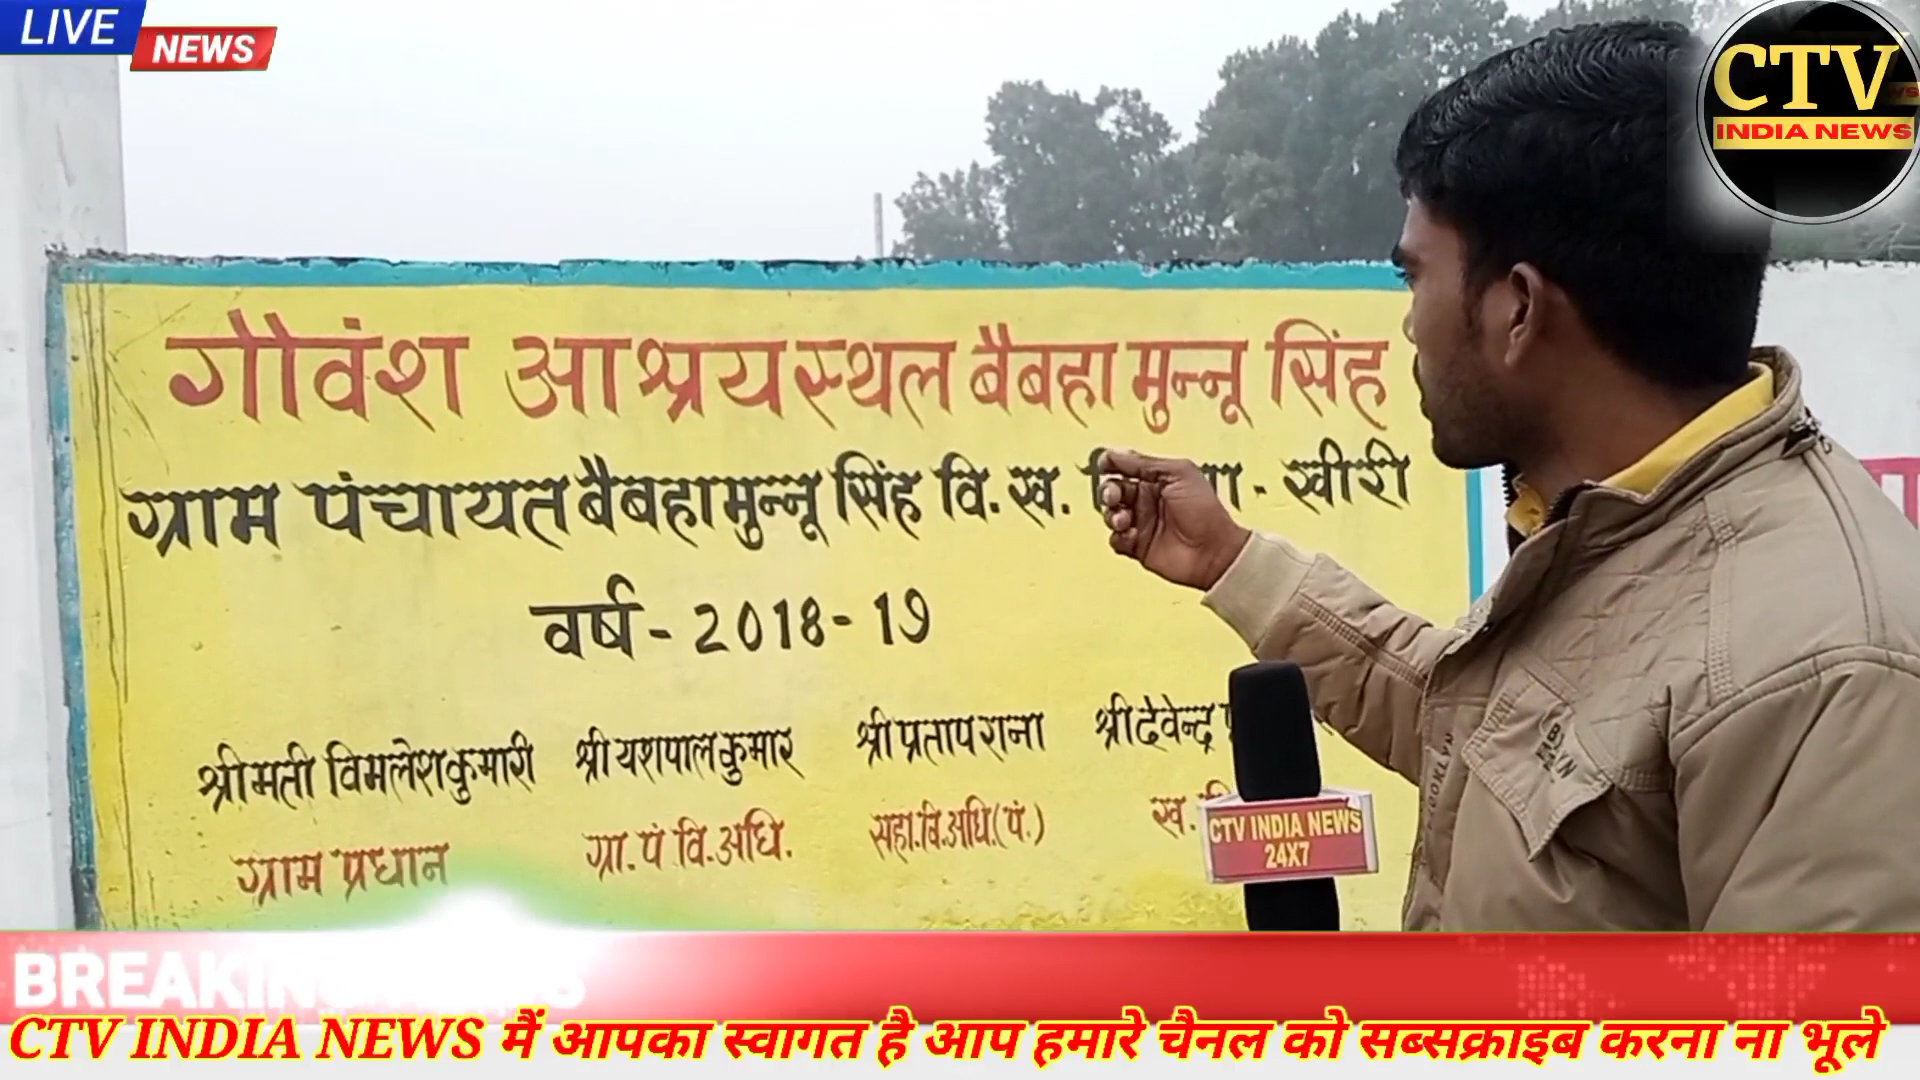 LIVE
NEWS
CTV
INDIA NEWS
गौवंश आश्रय स्थल बैबहा मुन्नू सिंह
ग्राम पंचायत बैबहा मुन्नू सिंह वि. ख. - खीरी
वर्ष - 2018 - 19
श्रीमती विमलेश कुमारी श्री यशपाल कुमार श्री प्रताप राना श्री देवेन्द्र
ग्राम प्रधान ग्रा. पं वि. अधि. सहा. वि. अधि. (पं.) ख.
CTV INDIA NEWS
24X7
BREAKING NEWS
CTV INDIA NEWS मैं आपका स्वागत है आप हमारे चैनल को सब्सक्राइब करना ना भूले